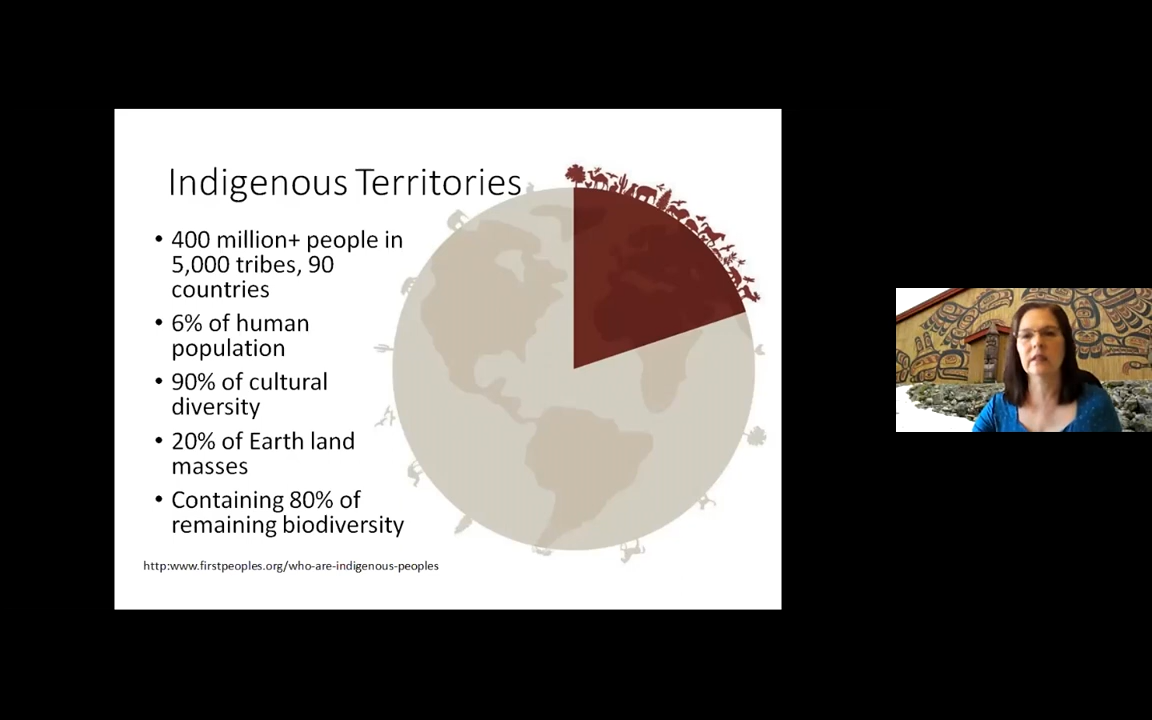 Indigenous Territories
• 400 million+ people in
5,000 tribes, 90
countries
• 6% of human
population
• 90% of cultural
diversity
• 20% of Earth land
masses
• Containing 80% of
remaining biodiversity
http:www.firstpeoples.org/who-are-indigenous-peoples